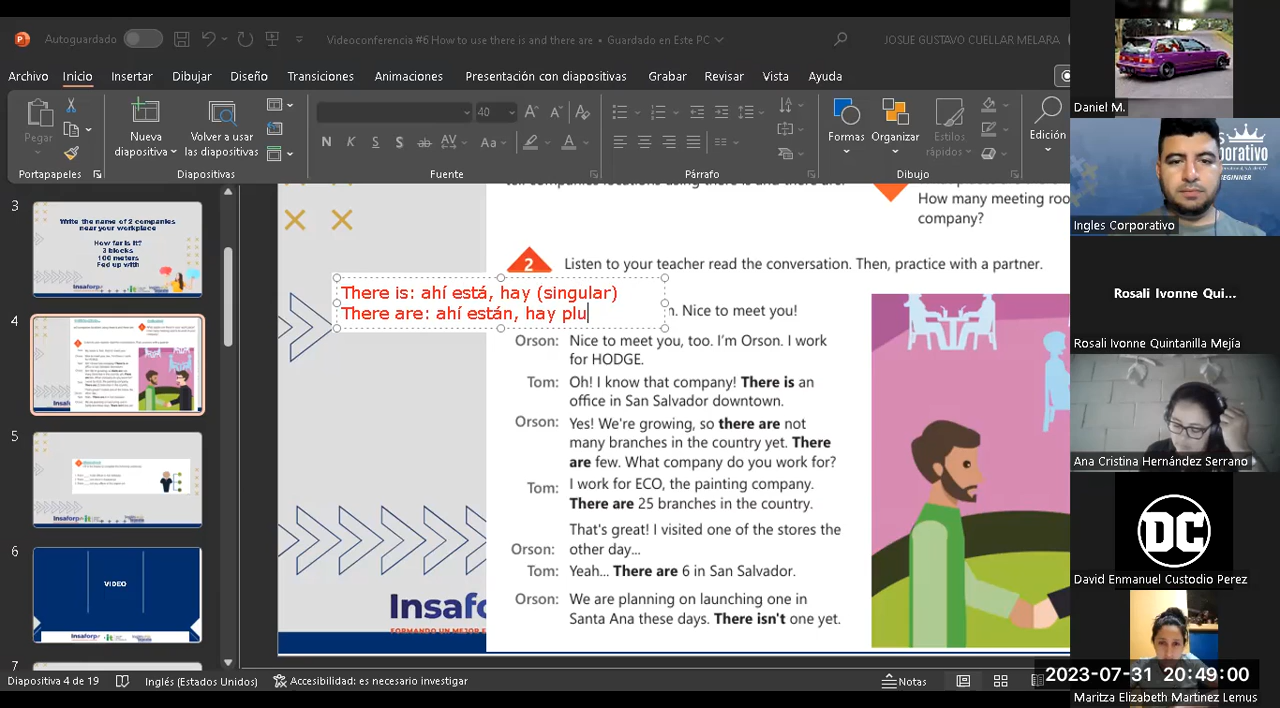 Autoguardado
Videoconferencia #6 How far there is and there are • Guardado en Este PC
JOSUE GUSTAVO CUELLAR MELARA
Archivo Inicio Insertar Dibujar Diseño Transiciones Animaciones Presentación con diapositivas Grabar Revisar Vista Ayuda
Pegar
Nueva diapositiva
Volver a usar las diapositivas
40
N K S S ab AV Aa A
Formas Organizar Estilos rápidos Edición
Portapapeles Diapositivas Fuente Párrafo Dibujo
3
Write the name of 2 companies
near your workplace
How far is it?
3 blocks
100 meters
Fed up with
4
5
6
VIDEO
7
How many meeting
company?
2
Listen to your teacher read the conversation. Then, practice with a partner.
There is: ahí está, hay (singular)
There are: ahí están, hay plu
n. Nice to meet you!
Orson: Nice to meet you, too. I'm Orson. I work
for HODGE.
Tom: Oh! I know that company! There is an
office in San Salvador downtown.
Orson: Yes! We're growing, so there are not
many branches in the country yet. There
are few. What company do you work for?
Tom: I work for ECO, the painting company.
There are 25 branches in the country.
That's great! I visited one of the stores the
Orson: other day...
Tom: Yeah... There are 6 in San Salvador.
Orson: We are planning on launching one in
Santa Ana these days. There isn't one yet.
Insafo
Diapositiva 4 de 19
Inglés (Estados Unidos)
Accesibilidad: es necesario investigar
Notas
Daniel M.
orporativo
BEGINNER
Ingles Corporativo
Rosali Ivonne Qui...
Rosali Ivonne Quintanilla Mejía
Ana Cristina Hernández Serrano
DC
David Enmanuel Custodio Perez
2023-07-31 20:49:00
Maritza Elizabeth Martinez Lemus